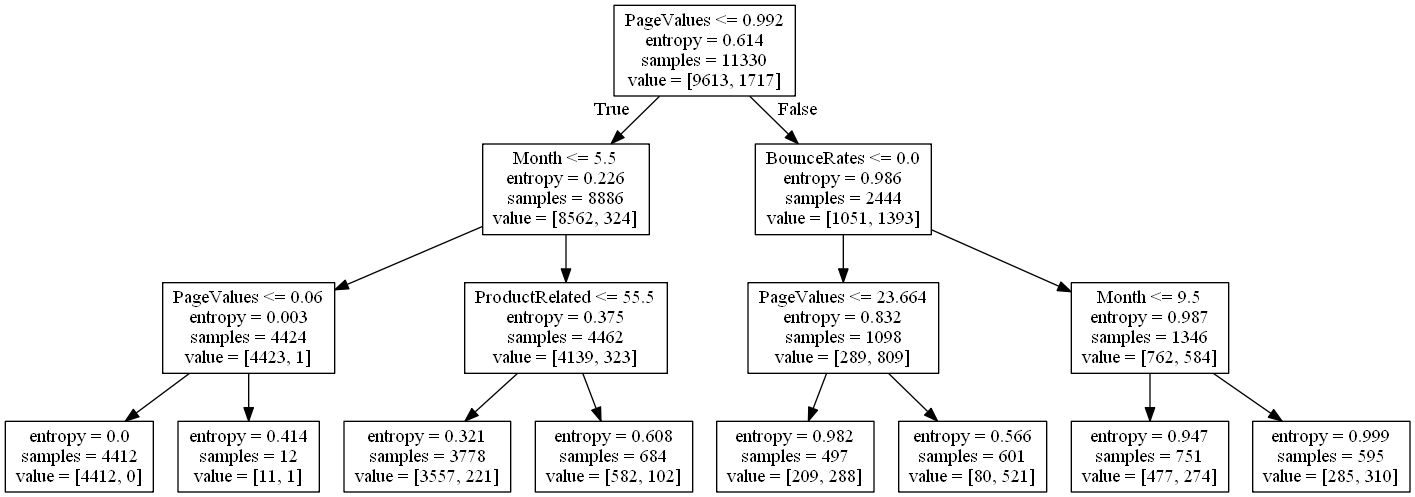 PageValues <= 0.992
entropy = 0.614
samples = 11330
value = [9613, 1717]
True
False
Month <= 5.5
entropy = 0.226
samples = 8886
value = [8562, 324]
BounceRates <= 0.0
entropy = 0.986
samples = 2444
value = [1051, 1393]
PageValues <= 0.06
entropy = 0.003
samples = 4424
value = [4423, 1]
ProductRelated <= 55.5
entropy = 0.375
samples = 4462
value = [4139, 323]
PageValues <= 23.664
entropy = 0.832
samples = 1098
value = [289, 809]
Month <= 9.5
entropy = 0.987
samples = 1346
value = [762, 584]
entropy = 0.0
samples = 4412
value = [4412, 0]
entropy = 0.414
samples = 12
value = [11, 1]
entropy = 0.321
samples = 3778
value = [3557, 221]
entropy = 0.608
samples = 684
value = [582, 102]
entropy = 0.982
samples = 497
value = [209, 288]
entropy = 0.566
samples = 601
value = [80, 521]
entropy = 0.947
samples = 751
value = [477, 274]
entropy = 0.999
samples = 595
value = [285, 310]